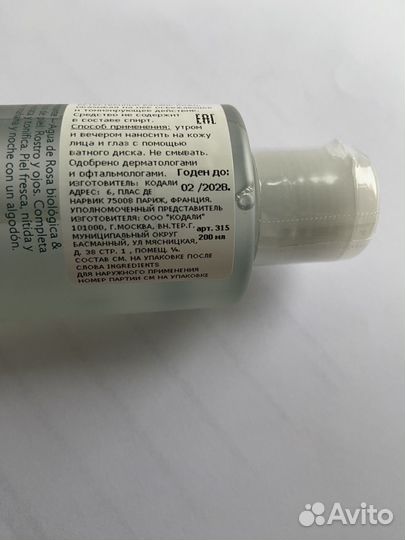 и тонизирующее действие.
Средство не содержит
в составе спирт.
Способ применения: утром
и вечером наносить на кожу
лица и глаз с помощью
ватного диска. Не смывать.
Одобрено дерматологами
и офтальмологами. Годен до:
ИЗГОТОВИТЕЛЬ: КОДАЛИ 02 /2028.
АДРЕС: 6, ПЛАС ДЕ
НАРВИК 75008 ПАРИЖ, ФРАНЦИЯ.
УПОЛНОМОЧЕННЫЙ ПРЕДСТАВИТЕЛЬ
ИЗГОТОВИТЕЛЯ: ООО "КОДАЛИ"
101000, Г.МОСКВА, ВН.ТЕР.Г. арт. 315
МУНИЦИПАЛЬНЫЙ ОКРУГ 200 мл.
БАСМАННЫЙ, УЛ МЯСНИЦКАЯ,
Д. 38 СТР. 1 , ПОМЕЩ. ¼.
СОСТАВ СМ. НА УПАКОВКЕ ПОСЛЕ
СЛОВА INGREDIENTS
ДЛЯ НАРУЖНОГО ПРИМЕНЕНИЯ
НОМЕР ПАРТИИ СМ НА УПАКОВКЕ
EAC
Agua de Rosa biológica &
Rostro y ojos. Completa
tonifica. Piel fresca, nítida y
y noche con un algodón.
Avito